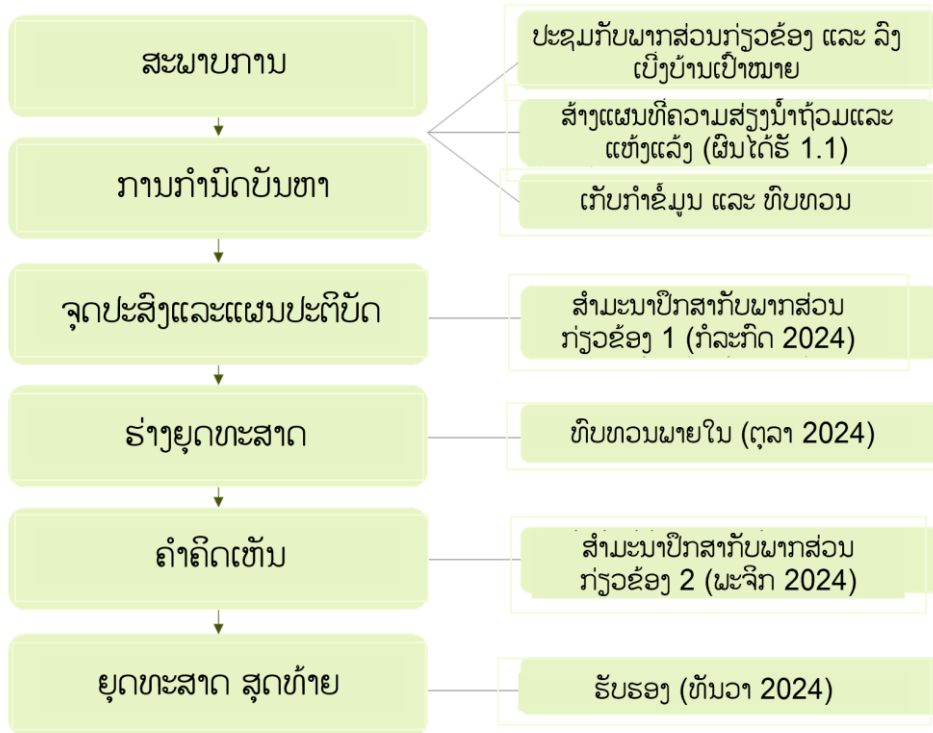 ສະພາບການ
ປະຊຸມກັບພາກສ່ວນກ່ຽວຂ້ອງ ແລະ ລົງ
ເບີ່ງບ້ານເປົ້າໝາຍ
ສ້າງແຜນທີ່ຄວາມສ່ຽງນ້ຳຖ້ວມແລະ
ແຫ້ງແລ້ງ (ຜົນໄດ້ຮັ 1.1)
ການກຳນົດບັນຫາ
ເກັບກຳຂໍ້ມູນ ແລະ ທົບທວນ
ຈຸດປະສົງແລະແຜນປະຕິບັດ
ສຳມະນາປຶກສາກັບພາກສ່ວນ
ກ່ຽວຂ້ອງ 1 (ກໍລະກົດ 2024)
ຮ່າງຍຸດທະສາດ
ທົບທວນພາຍໃນ (ຕຸລາ 2024)
ຄຳຄິດເຫັນ
ສຳມະນາປຶກສາກັບພາກສ່ວນ
ກ່ຽວຂ້ອງ 2 (ພະຈິກ 2024)
ຍຸດທະສາດ ສຸດທ້າຍ
ຮັບຮອງ (ທັນວາ 2024)